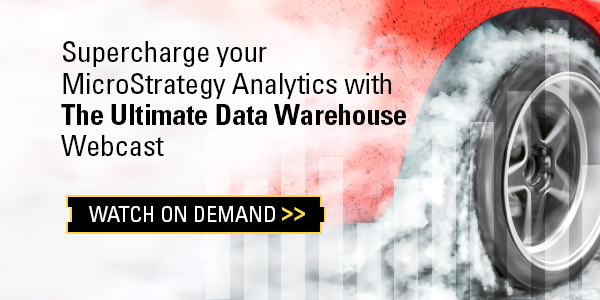 Supercharge your
MicroStrategy Analytics with
The Ultimate Data Warehouse
Webcast
WATCH ON DEMAND >>